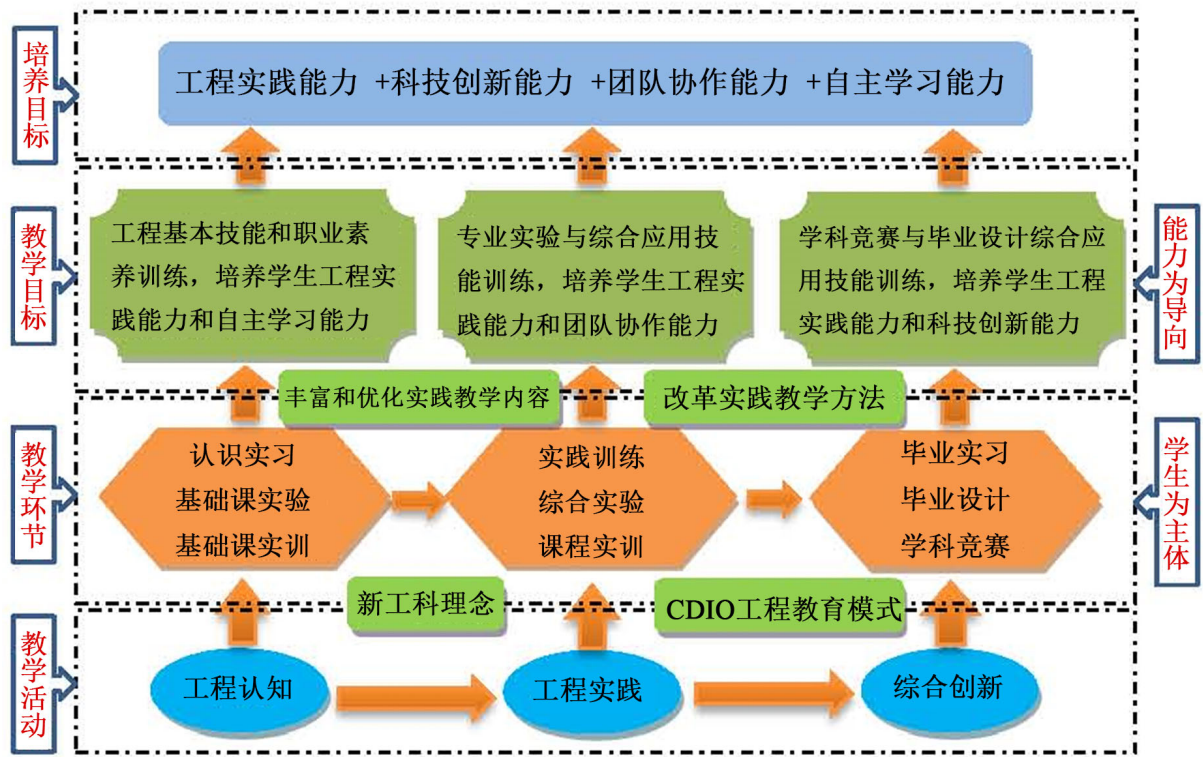 培养目标
工程实践能力 +科技创新能力 +团队协作能力 +自主学习能力
教学目标
工程基本技能和职业素
养训练，培养学生工程实
践能力和自主学习能力
专业实验与综合应用技
能训练，培养学生工程实
践能力和团队协作能力
学科竞赛与毕业设计综合应
用技能训练，培养学生工程
实践能力和科技创新能力
能力为导向
丰富和优化实践教学内容
改革实践教学方法
教学环节
认识实习
基础课实验
基础课实训
实践训练
综合实验
课程实训
毕业实习
毕业设计
学科竞赛
学生为主体
新工科理念
CDIO工程教育模式
教学活动
工程认知
工程实践
综合创新